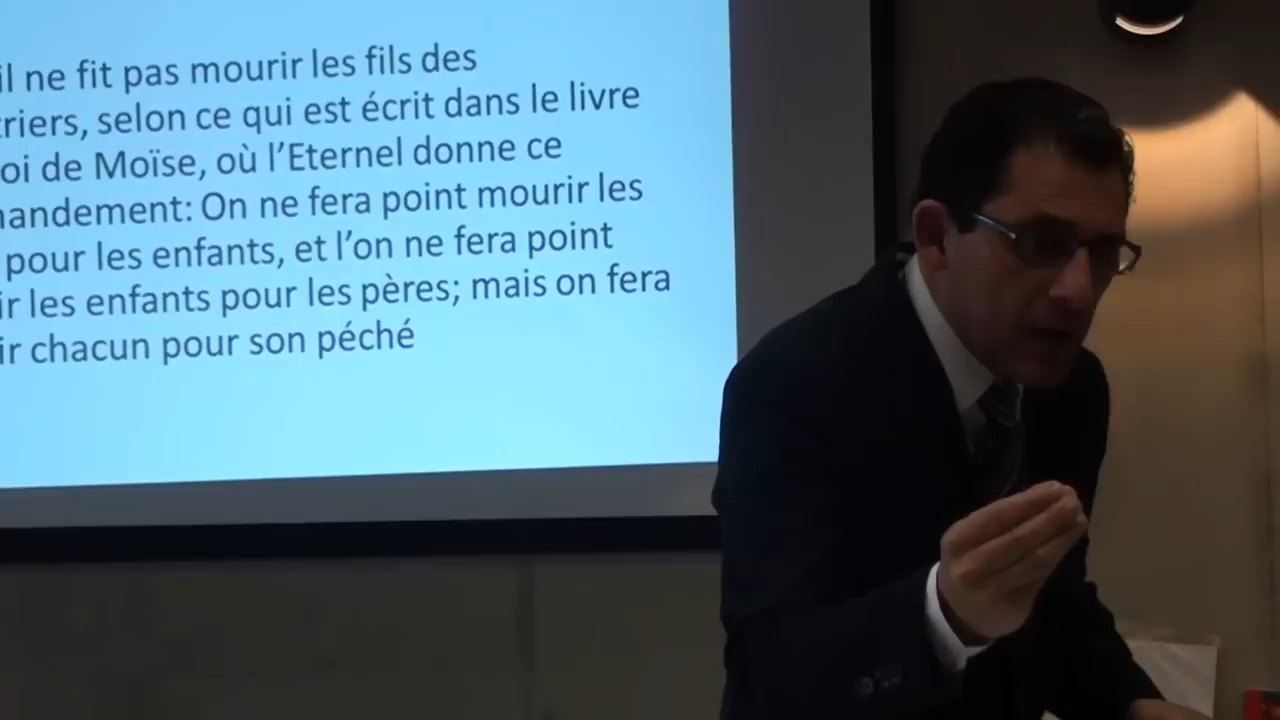 il ne fit pas mourir les fils des
triers, selon ce qui est écrit dans le livre
oi de Moïse, où l'Eternel donne ce
mandement: On ne fera point mourir les
pour les enfants, et l'on ne fera point
ir les enfants pour les pères; mais on fera
ir chacun pour son péché